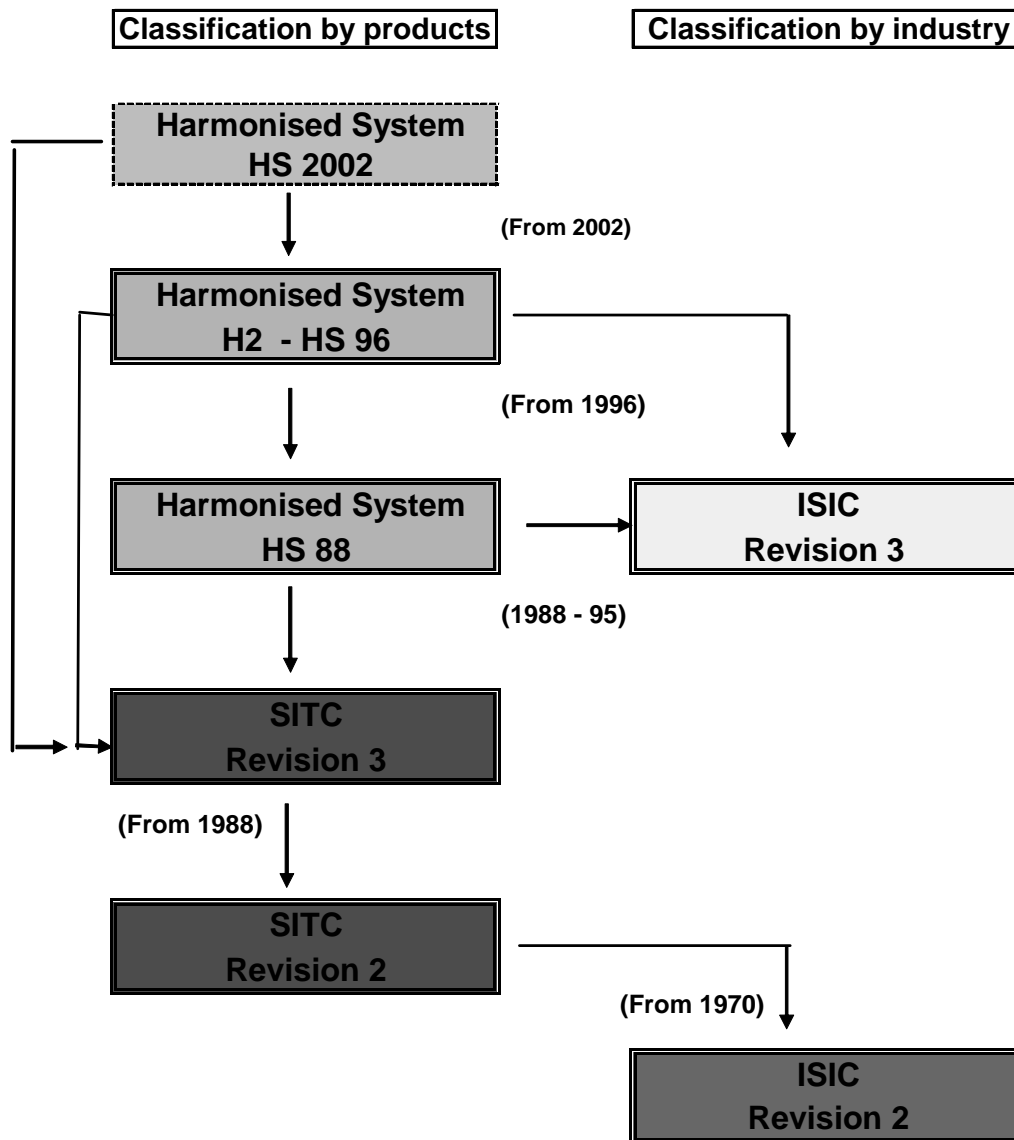 Classification by products
Classification by industry
Harmonised System
HS 2002
(From 2002)
Harmonised System
H2 - HS 96
(From 1996)
Harmonised System
HS 88
ISIC
Revision 3
(1988 - 95)
SITC
Revision 3
(From 1988)
SITC
Revision 2
(From 1970)
ISIC
Revision 2